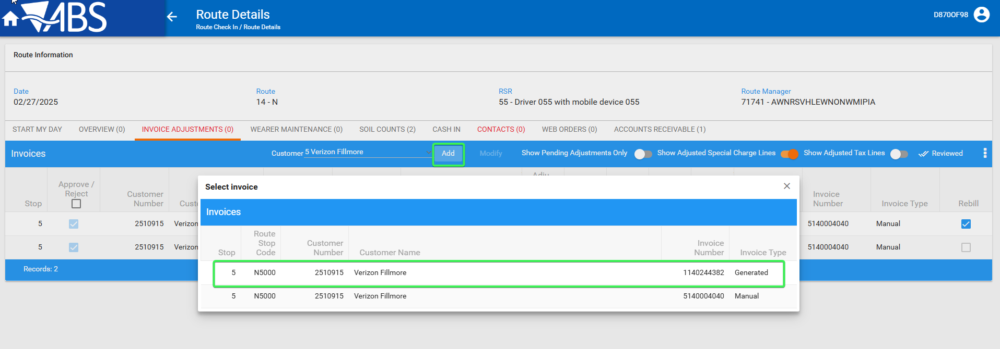 ABS
Route Details
Route Check In / Route Details
D870OF98
Route Information
Date
02/27/2025
Route
14 - N
RSR
55 - Driver 055 with mobile device 055
Route Manager
71741 - AWNRSVHLEWNONWMIPIA
START MY DAY
OVERVIEW (0)
INVOICE ADJUSTMENTS (0)
WEARER MAINTENANCE (0)
SOIL COUNTS (2)
CASH IN
CONTACTS (0)
WEB ORDERS (0)
ACCOUNTS RECEIVABLE (1)
Invoices
Customer 5 Verizon Fillmore
Add
Modify
Show Pending Adjustments Only
Show Adjusted Special Charge Lines
Show Adjusted Tax Lines
Reviewed
Stop
Approve /
Reject
Customer
Number
Invoice
Number
Invoice Type
Rebill
5 2510915 Verizon 5140004040 Manual
5 2510915 Verizon 5140004040 Manual
Records: 2
Select invoice
Invoices
Stop
Route
Stop
Code
Customer
Number
Customer Name
Invoice
Number
Invoice Type
5 N5000 2510915 Verizon Fillmore 1140244382 Generated
5 N5000 2510915 Verizon Fillmore 5140004040 Manual